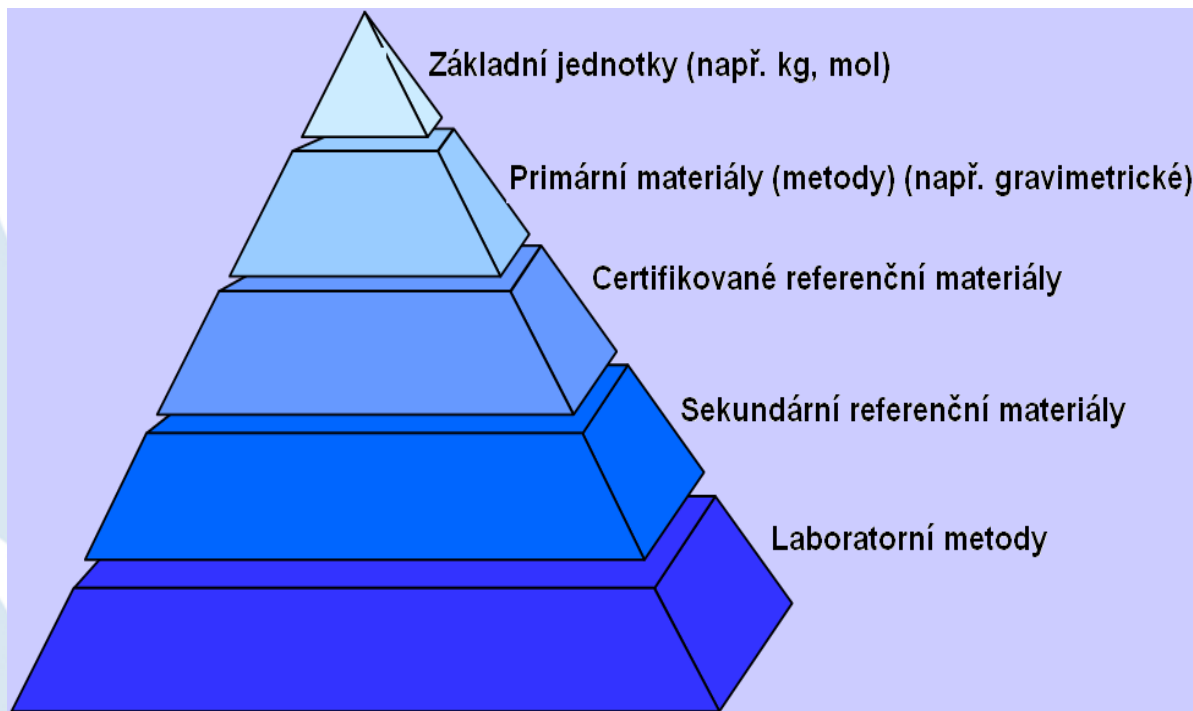 Základní jednotky (např. kg, mol)
Primární materiály (metody) (např. gravimetrické)
Certifikované referenční materiály
Sekundární referenční materiály
Laboratorní metody